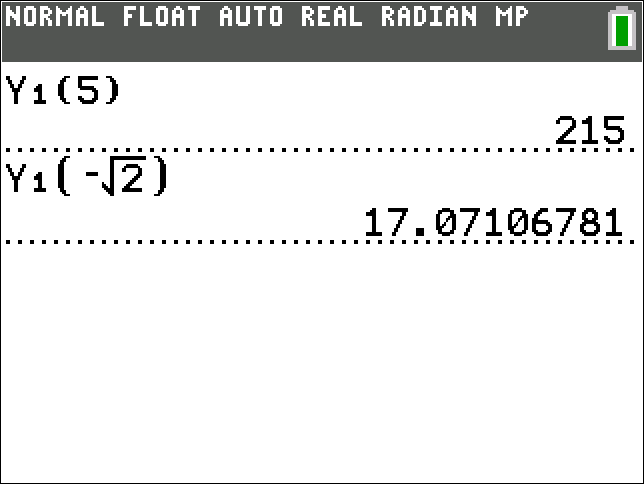 NORMAL FLOAT AUTO REAL RADIAN MP
Y₁(5)
215
Y₁(-√2)
17.07106781